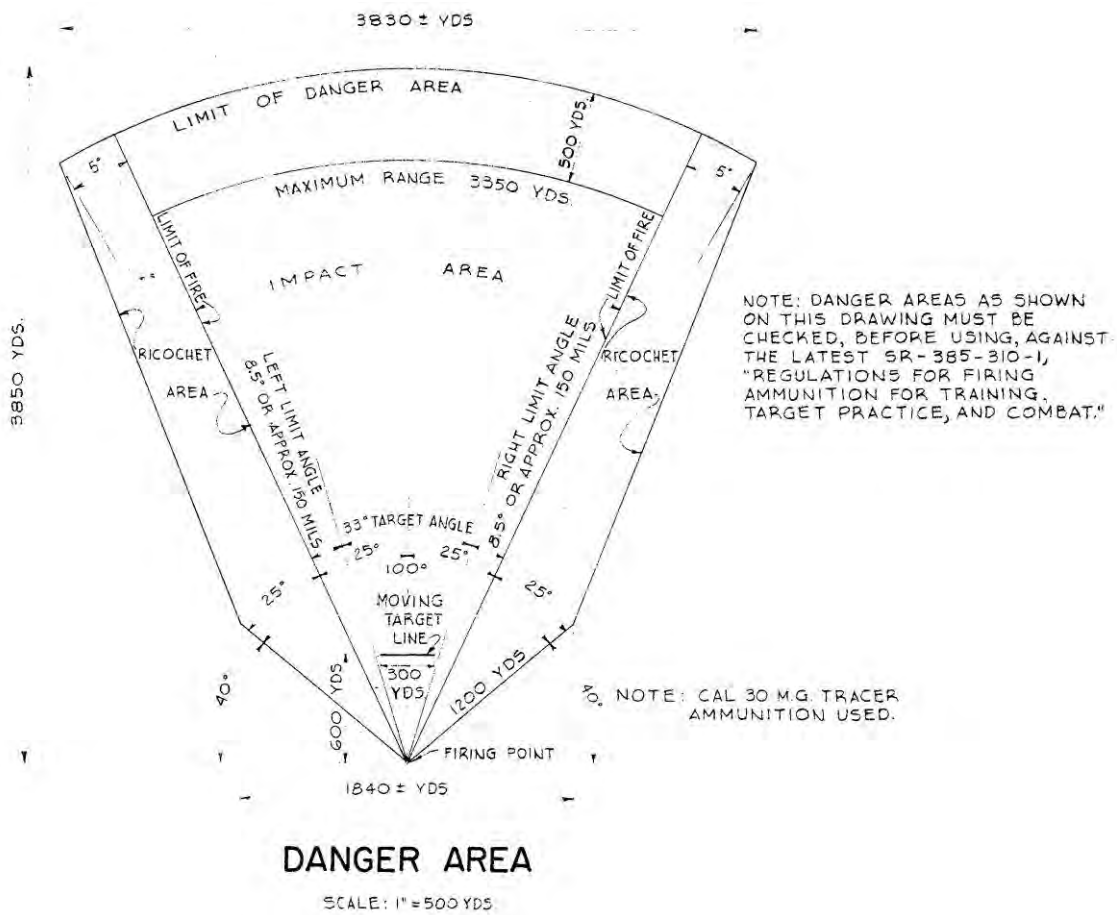 3830 ± YDS
LIMIT OF DANGER AREA
500 YDS.
5°
5°
MAXIMUM RANGE 3350 YDS.
LIMIT OF FIRE
LIMIT OF FIRE
IMPACT AREA
3850 YDS.
NOTE: DANGER AREAS AS SHOWN
ON THIS DRAWING MUST BE
CHECKED, BEFORE USING, AGAINST
THE LATEST SR-385-310-1,
"REGULATIONS FOR FIRING
AMMUNITION FOR TRAINING,
TARGET PRACTICE, AND COMBAT."
RICOCHET
AREA
RICOCHET
AREA
LEFT LIMIT ANGLE
8.5° OR APPROX. 150 MILS
RIGHT LIMIT ANGLE
8.5° OR APPROX. 150 MILS
33° TARGET ANGLE
25°
25°
100°
25°
25°
MOVING
TARGET
LINE
300
YDS.
600 YDS
1200 YDS
40°
40°
NOTE: CAL 30 M.G. TRACER
AMMUNITION USED.
FIRING POINT
1840 ± YDS
DANGER AREA
SCALE: 1" = 500 YDS.